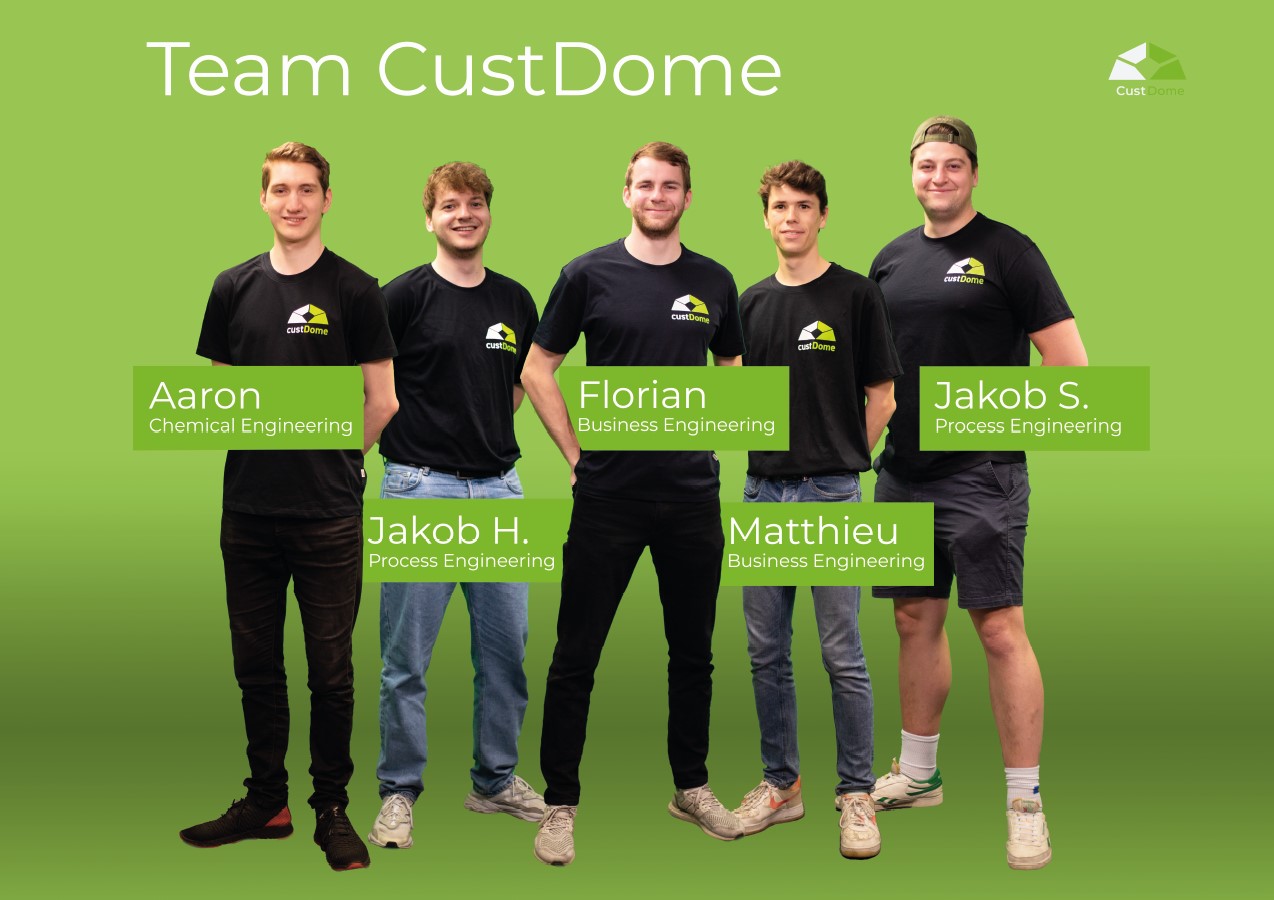 Team CustDome
CustDome
custDome
custDome
custDome
custDome
custDome
Aaron
Chemical Engineering
Florian
Business Engineering
Jakob S.
Process Engineering
Jakob H.
Process Engineering
Matthieu
Business Engineering